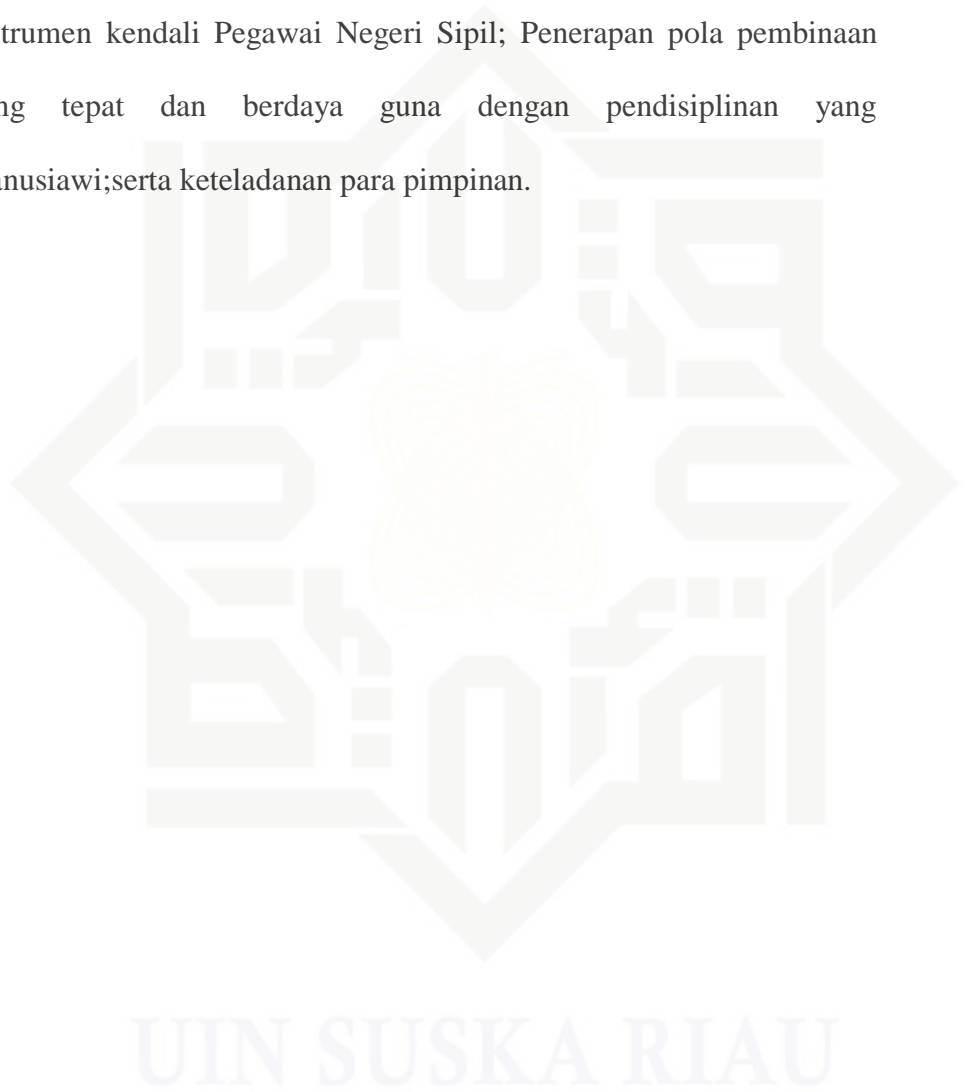 trumen kendali Pegawai Negeri Sipil; Penerapan pola pembinaan
ng tepat dan berdaya guna dengan pendisiplinan yang
anusiawi;serta keteladanan para pimpinan.
UIN SUSKA RIAU